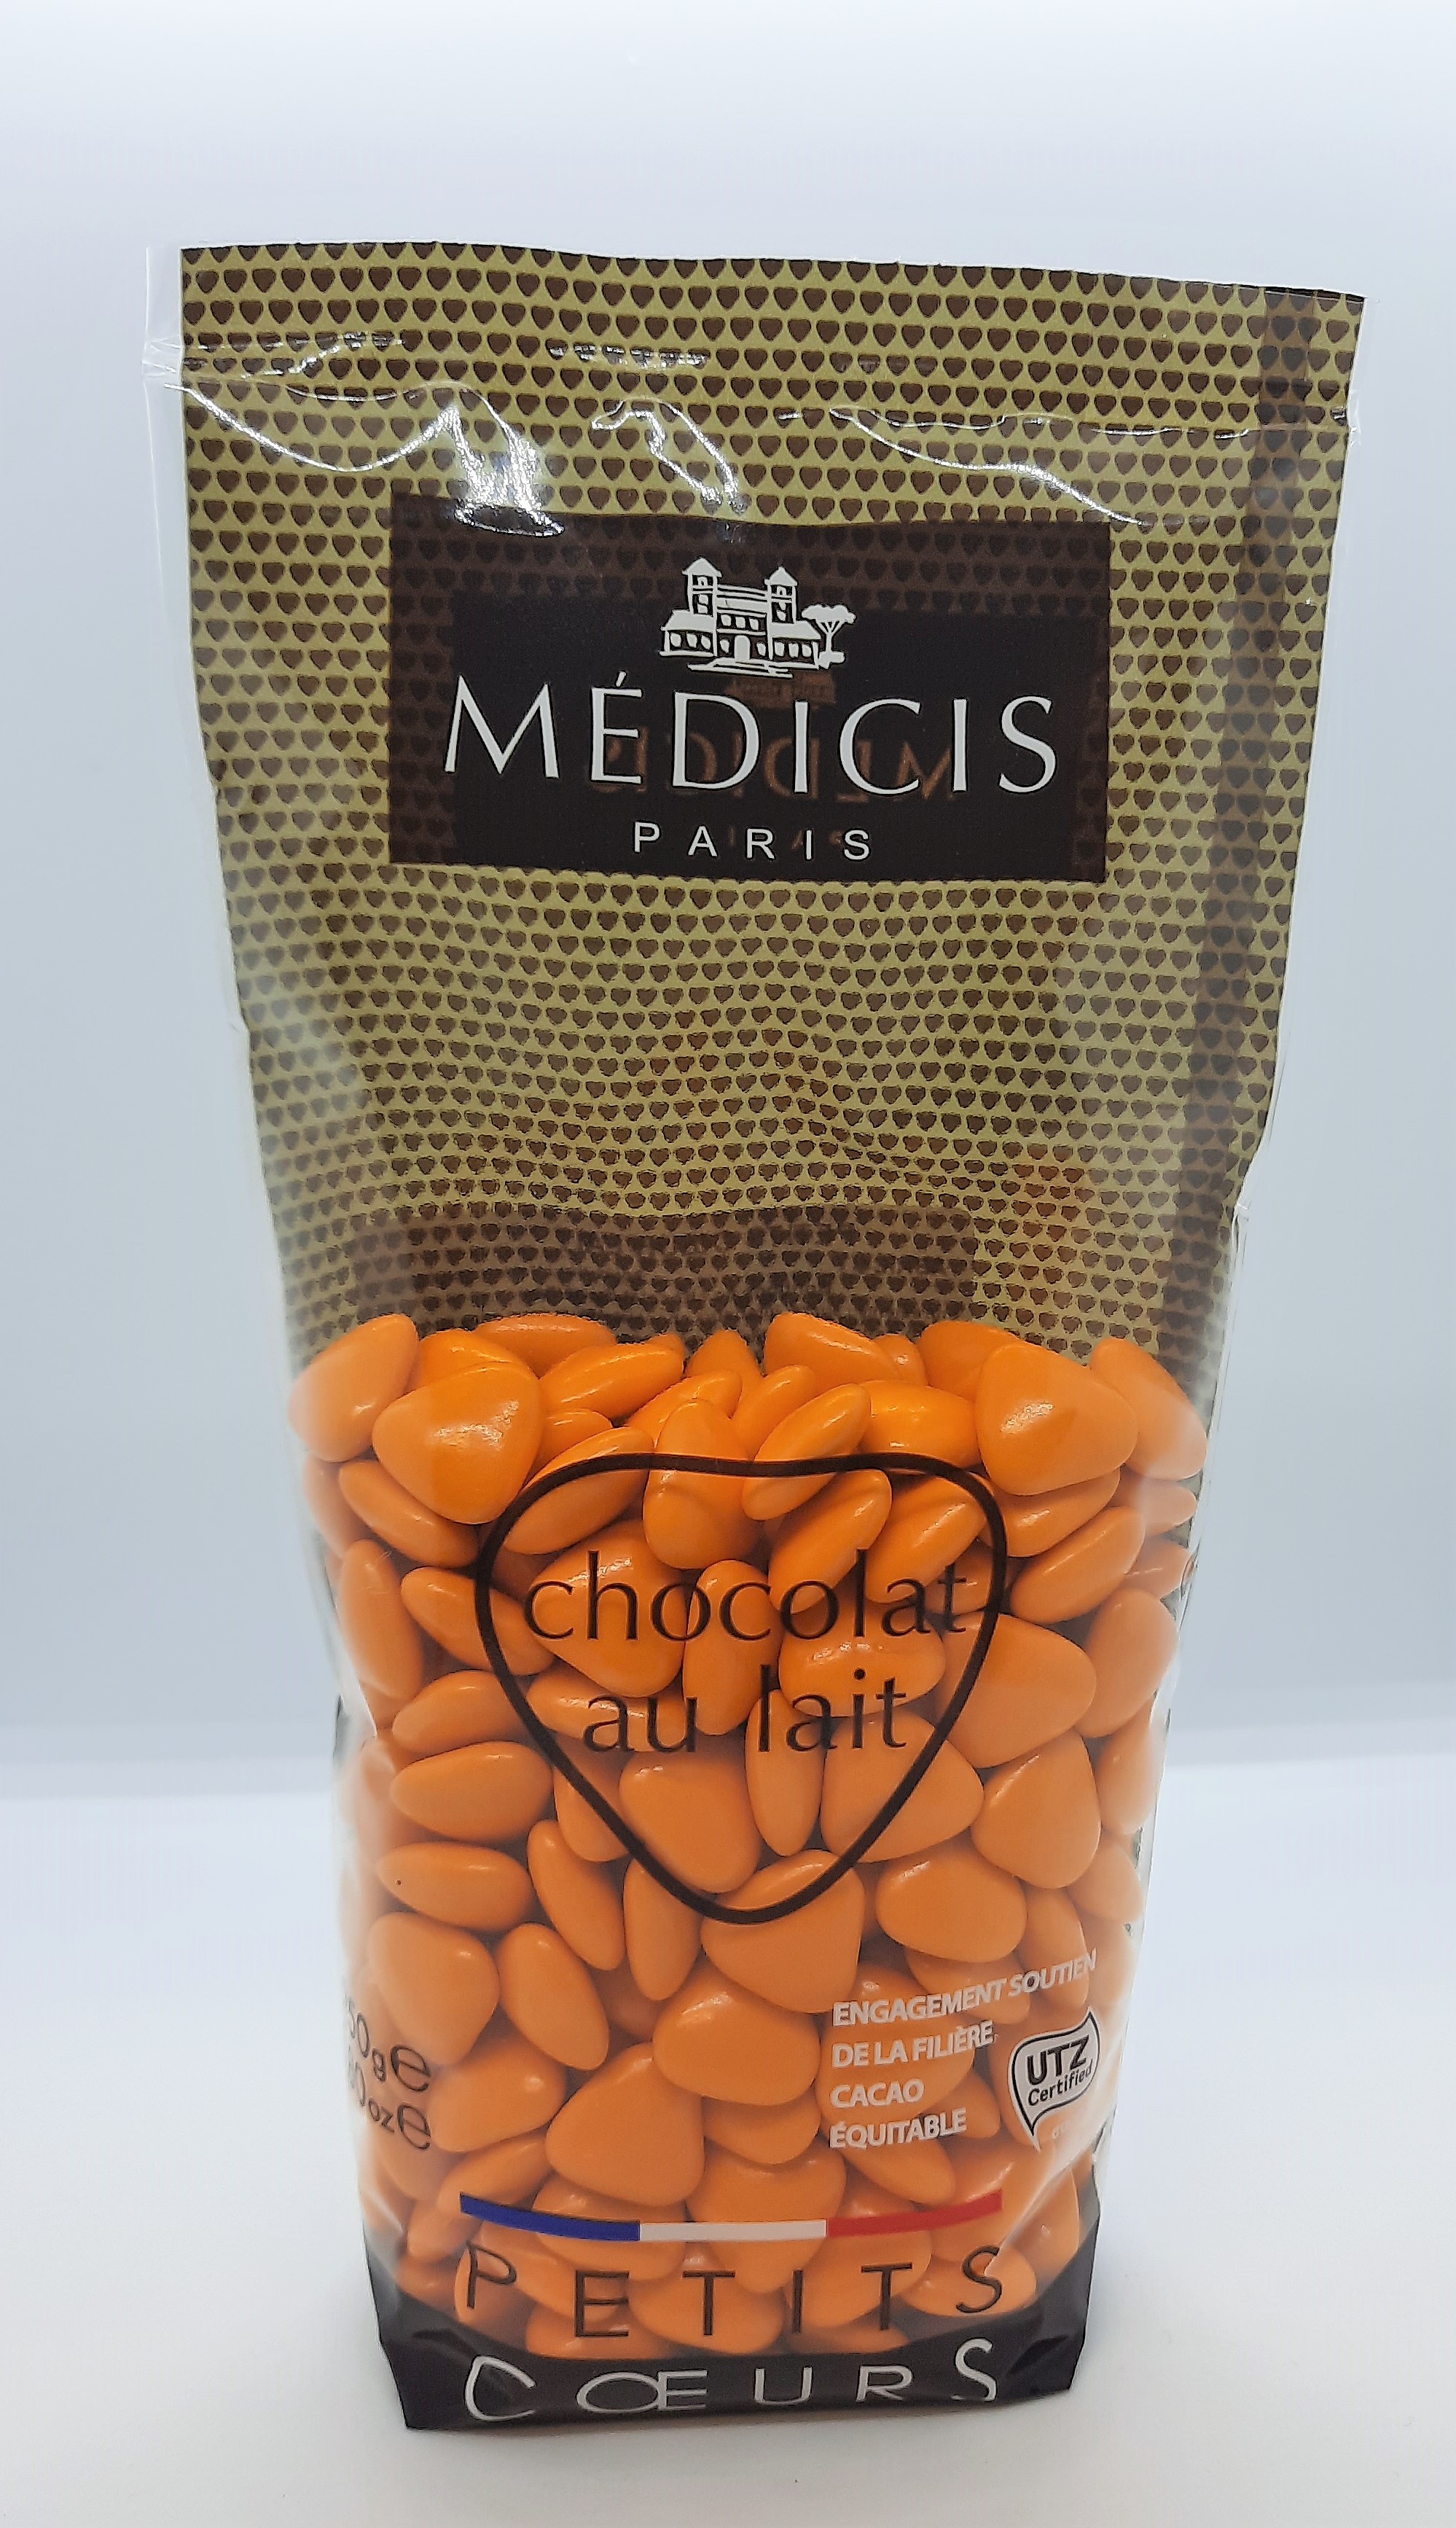 MÉDICIS
PARIS
chocolat
au lait
ENGAGEMENT SOUTIEN
DE LA FILIÈRE
CACAO
ÉQUITABLE
UTZ
Certified
PETITS
CŒURS